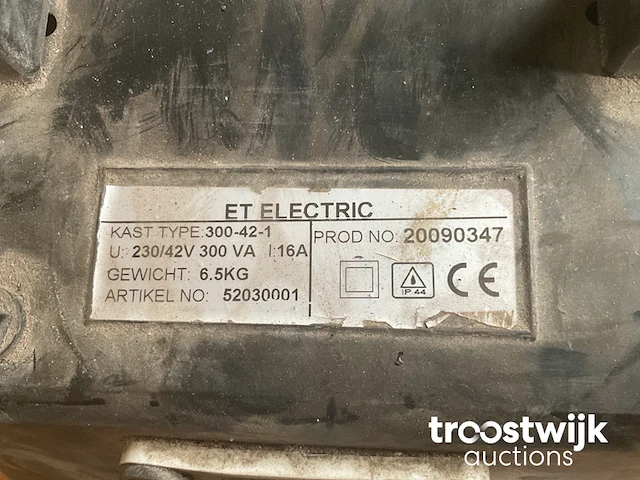 ET ELECTRIC
KAST TYPE: 300-42-1
U: 230/42V 300 VA I:16A
GEWICHT: 6.5KG
ARTIKEL NO: 52030001
PROD NO: 20090347
IP 44
CE
troostwijk
auctions